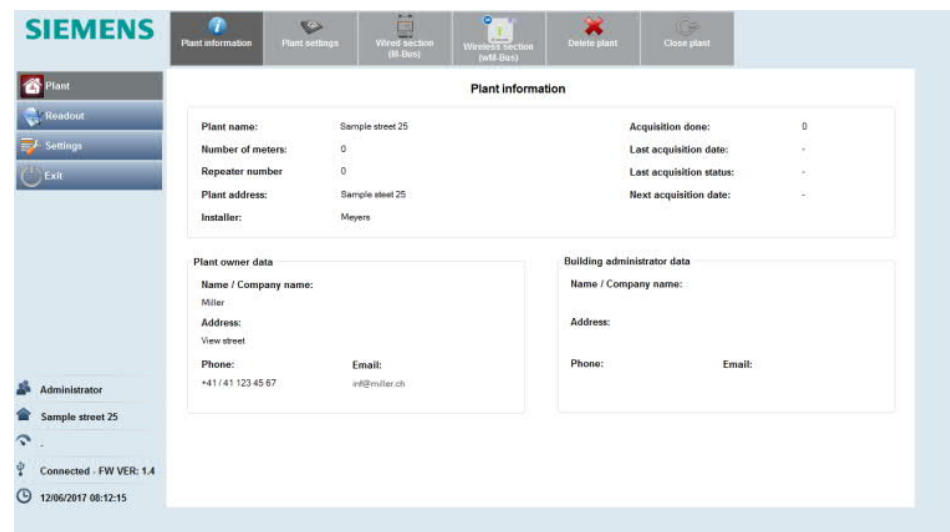 SIEMENS
Plant information
Plant settings
Wired section
(M-Bus)
Wireless section
(wM-Bus)
Delete plant
Close plant
Plant
Readout
Settings
Exit
Plant information
Plant name: Sample street 25 Acquisition done: 0
Number of meters: 0 Last acquisition date: -
Repeater number 0 Last acquisition status: -
Plant address: Sample steet 25 Next acquisition date: -
Installer: Meyers
Plant owner data
Name / Company name:
Miller
Address:
View street
Phone: Email:
+41 / 41 123 45 67 inf@miller.ch
Building administrator data
Name / Company name:
Address:
Phone: Email:
Administrator
Sample street 25
-
Connected - FW VER: 1.4
12/06/2017 08:12:15